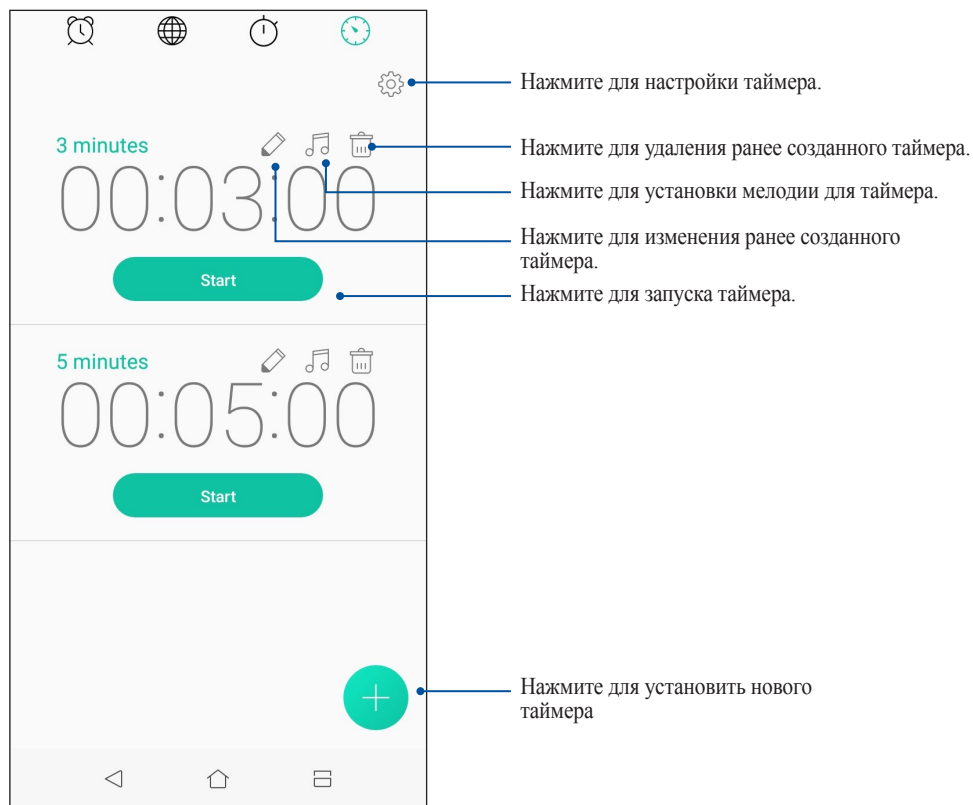 Нажмите для настройки таймера.
3 minutes
Нажмите для удаления ранее созданного таймера.
00:03:00
Нажмите для установки мелодии для таймера.
Нажмите для изменения ранее созданного
таймера.
Start
Нажмите для запуска таймера.
5 minutes
00:05:00
Start
Нажмите для установить нового
таймера